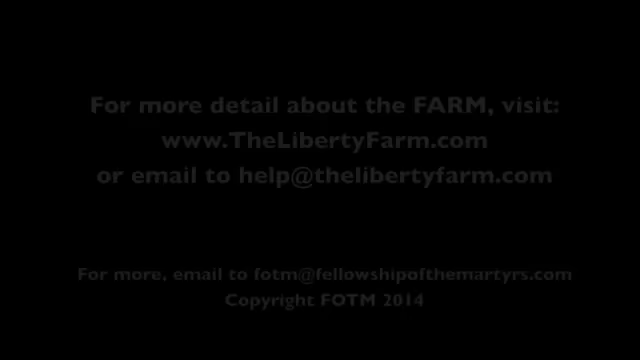 For more detail about the FARM, visit:
www.TheLibertyFarm.com
or email to help@thelibertyfarm.com
For more, email to fotm@fellowshipofthemartyrs.com
Copyright FOTM 2014